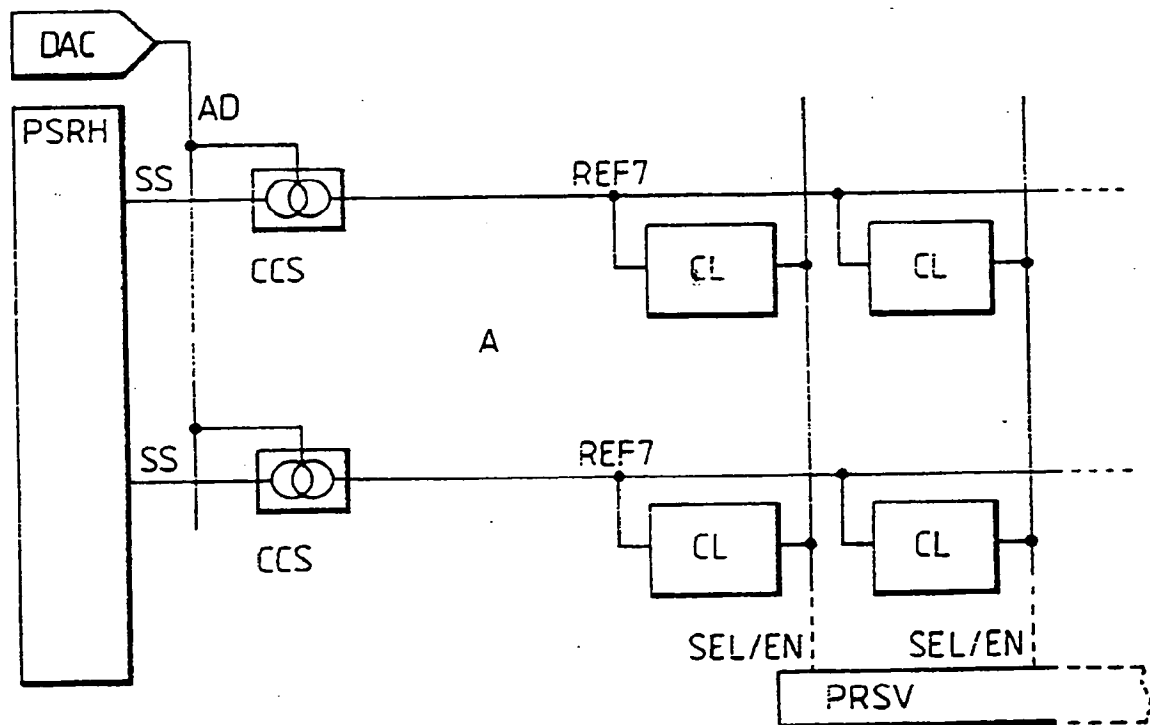 DAC
AD
PSRH
SS
REF7
CCS
CL
CL
A
SS
REF7
CCS
CL
CL
SEL/EN
SEL/EN
PRSV